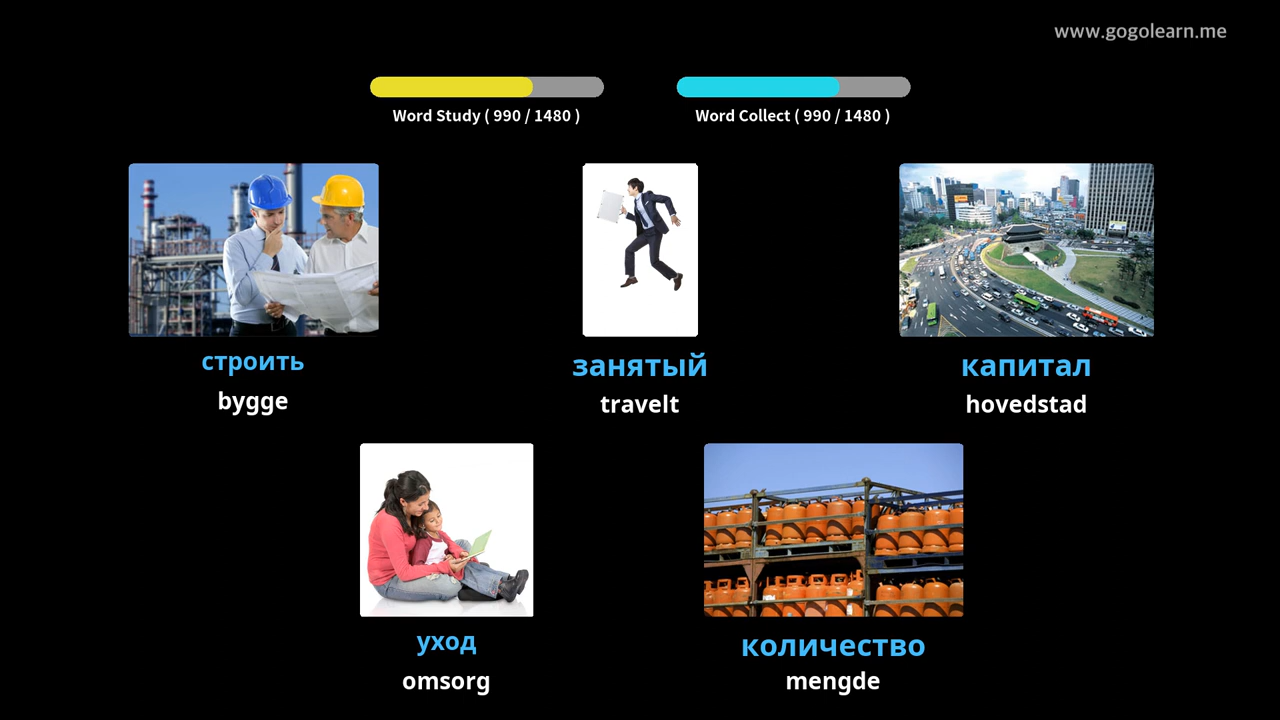 www.gogolearn.me
Word Study ( 990 / 1480 )
Word Collect ( 990 / 1480 )
строить
bygge
занятый
travelt
капитал
hovedstad
уход
omsorg
количество
mengde